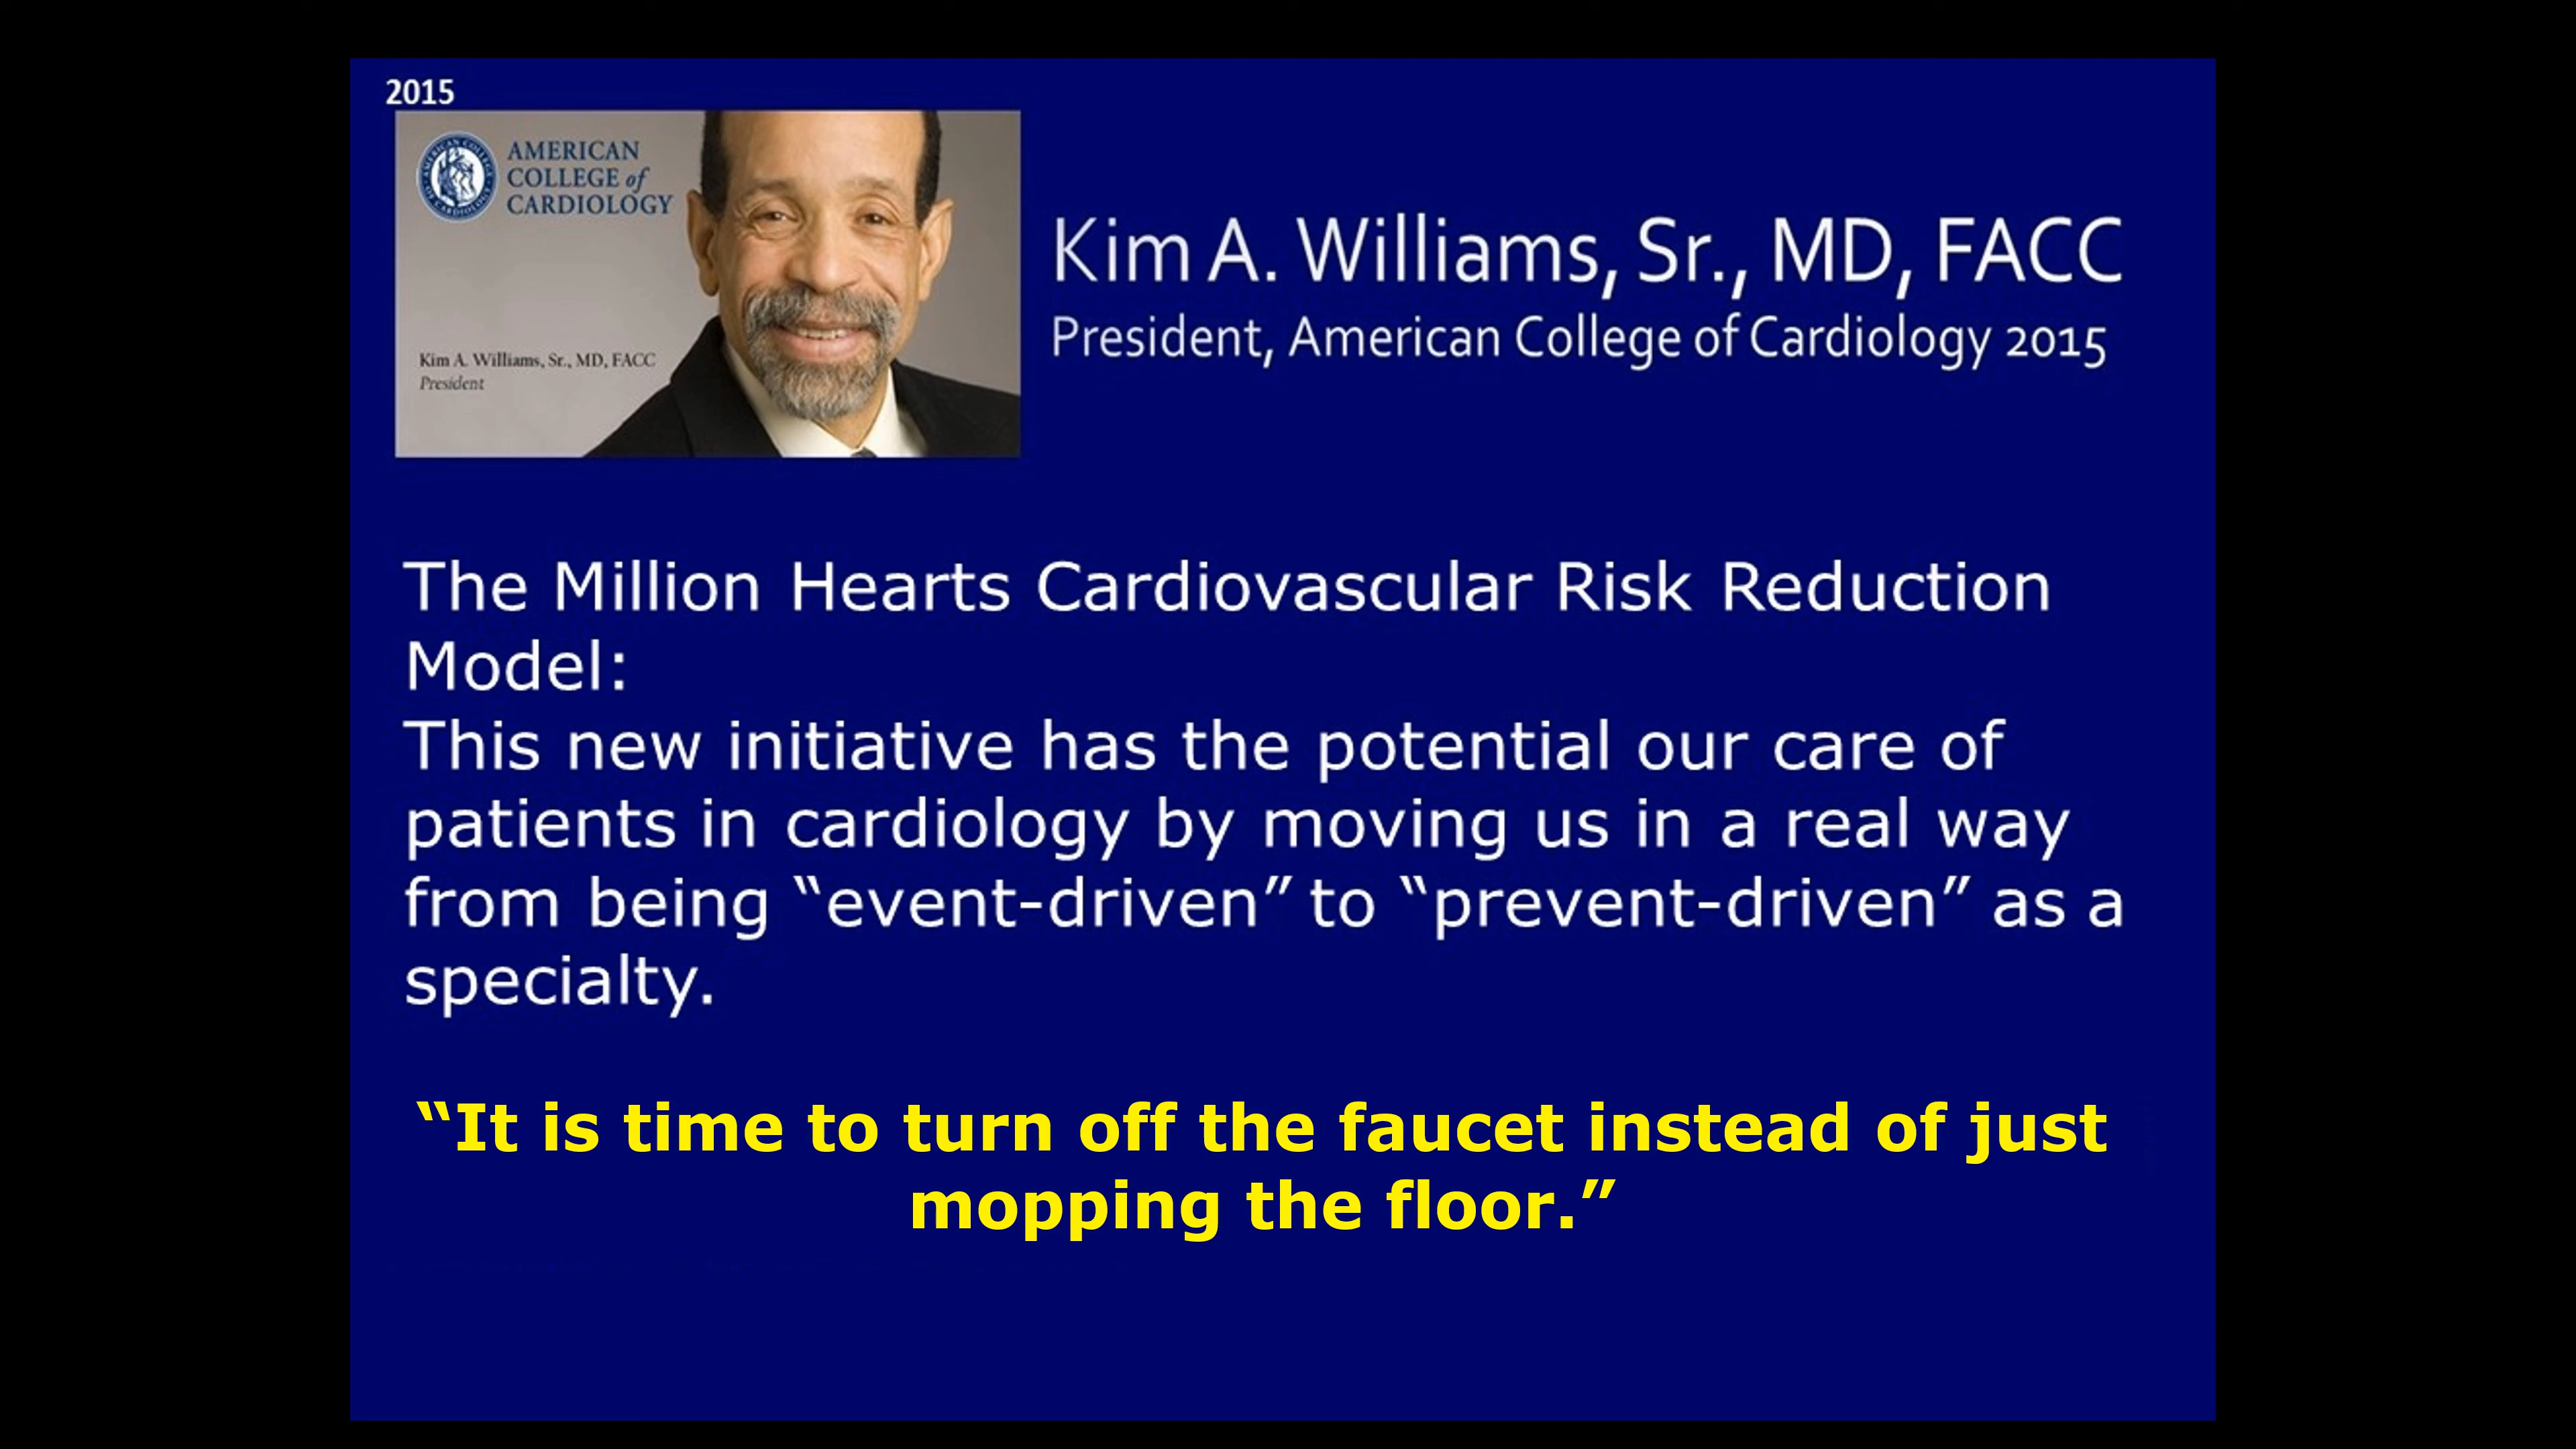 2015
AMERICAN
COLLEGE of
CARDIOLOGY
Kim A. Williams, Sr., MD, FACC
President
Kim A. Williams, Sr., MD, FACC
President, American College of Cardiology 2015
The Million Hearts Cardiovascular Risk Reduction
Model:
This new initiative has the potential our care of
patients in cardiology by moving us in a real way
from being “event-driven” to “prevent-driven” as a
specialty.
“It is time to turn off the faucet instead of just
mopping the floor.”